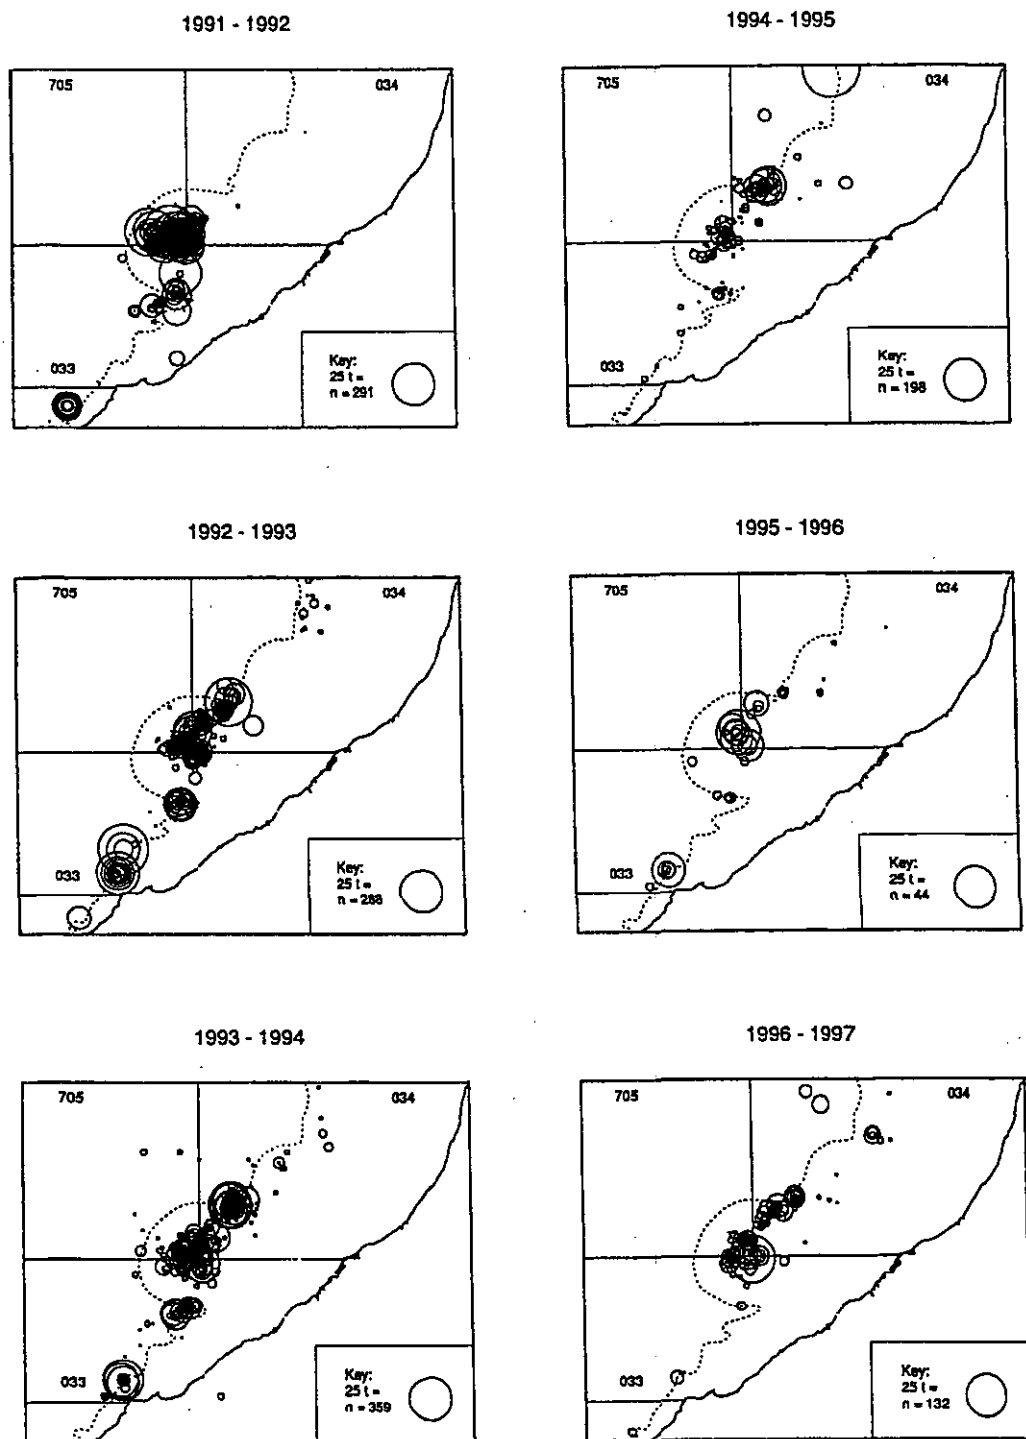 1991 - 1992
705
034
033
Key:
25 t =
n = 291
1994 - 1995
705
034
033
Key:
25 t =
n = 198
1992 - 1993
705
034
033
Key:
25 t =
n = 288
1995 - 1996
705
034
033
Key:
25 t =
n = 44
1993 - 1994
705
034
033
Key:
25 t =
n = 359
1996 - 1997
705
034
033
Key:
25 t =
n = 132